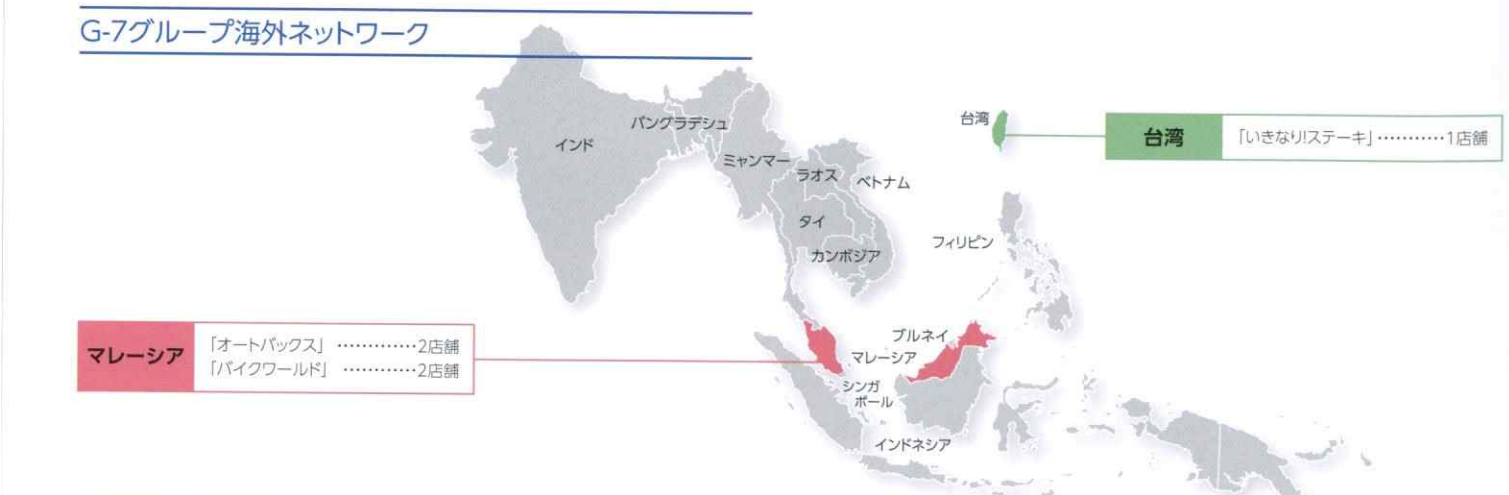 G-7グループ海外ネットワーク
インド
バングラデシュ
ミャンマー
ラオス
ベトナム
タイ
カンボジア
フィリピン
台湾
台湾
「いきなり!ステーキ」…………1店舗
マレーシア
「オートバックス」…………2店舗
「バイクワールド」…………2店舗
ブルネイ
マレーシア
シンガ
ポール
インドネシア